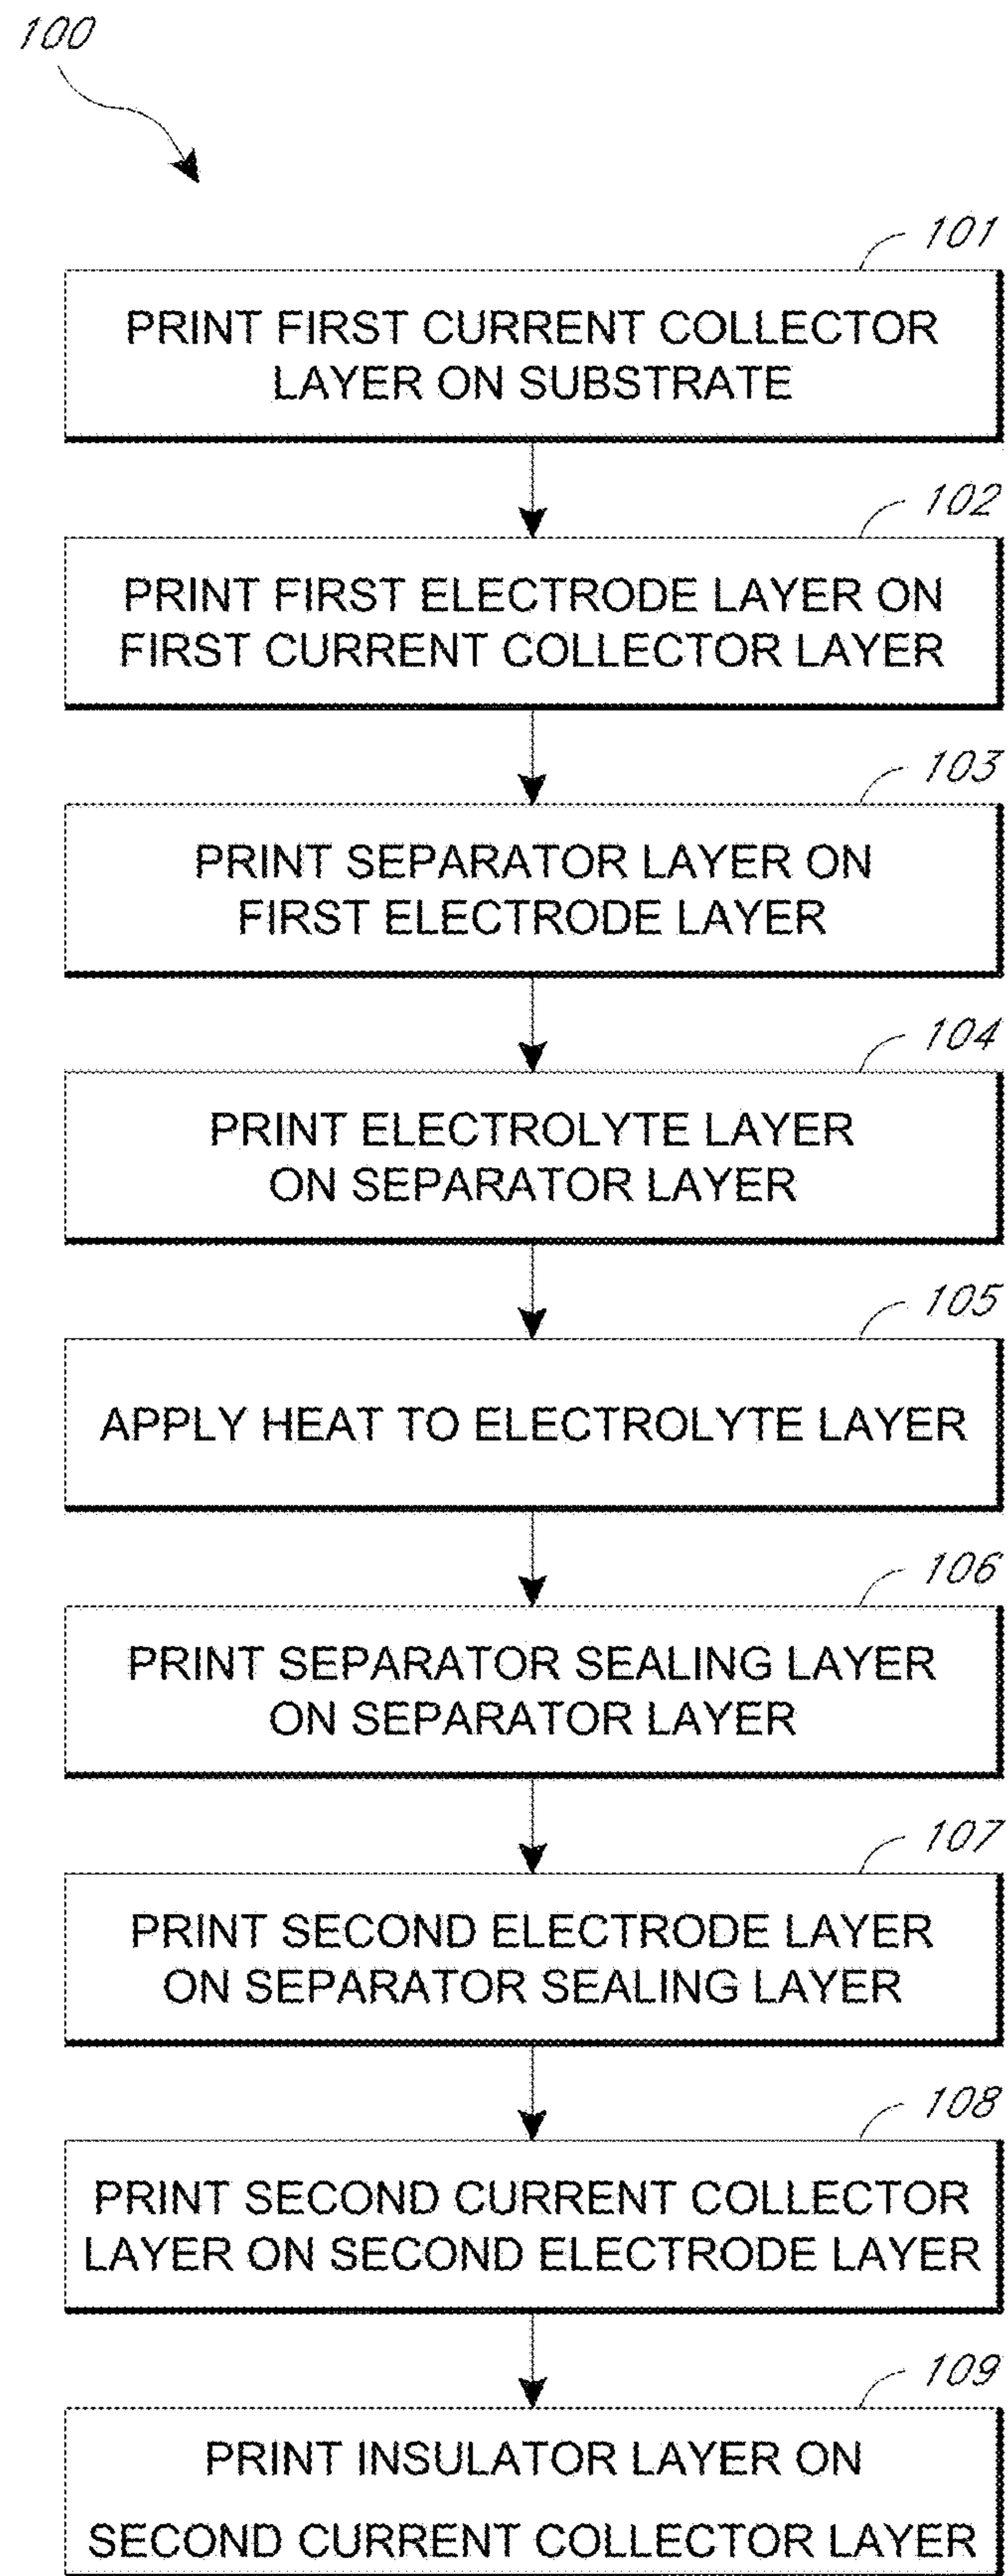 100
101
PRINT FIRST CURRENT COLLECTOR
LAYER ON SUBSTRATE
102
PRINT FIRST ELECTRODE LAYER ON
FIRST CURRENT COLLECTOR LAYER
103
PRINT SEPARATOR LAYER ON
FIRST ELECTRODE LAYER
104
PRINT ELECTROLYTE LAYER
ON SEPARATOR LAYER
105
APPLY HEAT TO ELECTROLYTE LAYER
106
PRINT SEPARATOR SEALING LAYER
ON SEPARATOR LAYER
107
PRINT SECOND ELECTRODE LAYER
ON SEPARATOR SEALING LAYER
108
PRINT SECOND CURRENT COLLECTOR
LAYER ON SECOND ELECTRODE LAYER
109
PRINT INSULATOR LAYER ON
SECOND CURRENT COLLECTOR LAYER